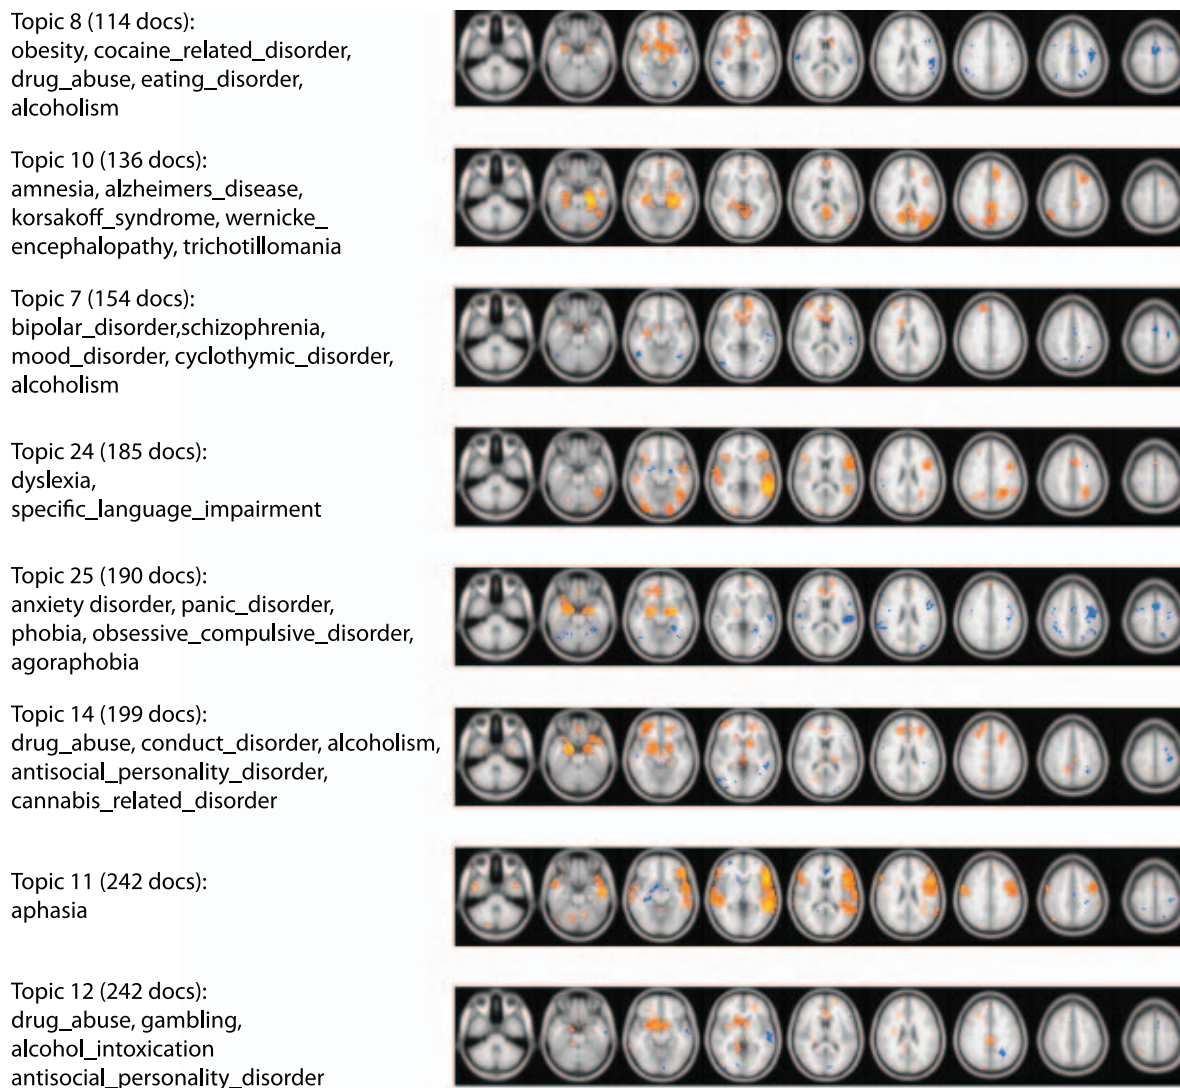 Topic 8 (114 docs):
obesity, cocaine_related_disorder,
drug_abuse, eating_disorder,
alcoholism
Topic 10 (136 docs):
amnesia, alzheimers_disease,
korsakoff_syndrome, wernicke_
encephalopathy, trichotillomania
Topic 7 (154 docs):
bipolar_disorder,schizophrenia,
mood_disorder, cyclothymic_disorder,
alcoholism
Topic 24 (185 docs):
dyslexia,
specific_language_impairment
Topic 25 (190 docs):
anxiety disorder, panic_disorder,
phobia, obsessive_compulsive_disorder,
agoraphobia
Topic 14 (199 docs):
drug_abuse, conduct_disorder, alcoholism,
antisocial_personality_disorder,
cannabis_related_disorder
Topic 11 (242 docs):
aphasia
Topic 12 (242 docs):
drug_abuse, gambling,
alcohol_intoxication
antisocial_personality_disorder